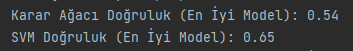 Karar Ağacı Doğruluk (En İyi Model): 0.54
SVM Doğruluk (En İyi Model): 0.65